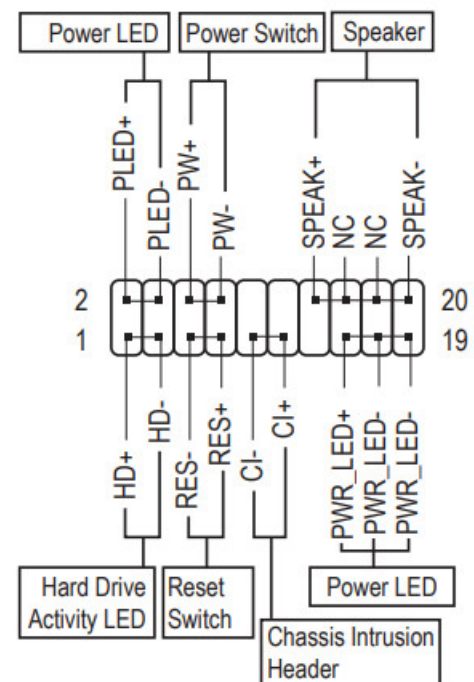 Power LED
Power Switch
Speaker
PLED+
PLED-
PW+
PW-
SPEAK+
NC
NC
SPEAK-
2
20
1
19
HD+
HD-
RES-
RES+
CI-
CI+
PWR_LED+
PWR_LED-
PWR_LED-
Hard Drive
Activity LED
Reset
Switch
Power LED
Chassis Intrusion
Header